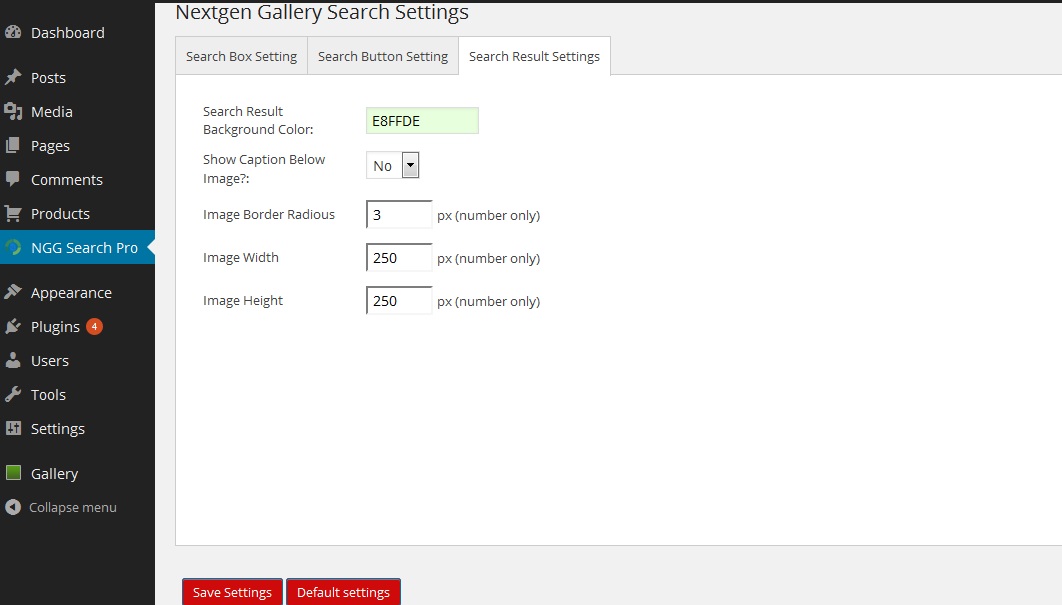 Nextgen Gallery Search Settings
Dashboard
Posts
Media
Pages
Comments
Products
NGG Search Pro
Appearance
Plugins 4
Users
Tools
Settings
Gallery
Collapse menu
Search Box Setting Search Button Setting Search Result Settings
Search Result
Background Color: E8FFDE
Show Caption Below
Image?: No
Image Border Radious 3 px (number only)
Image Width 250 px (number only)
Image Height 250 px (number only)
Save Settings Default settings